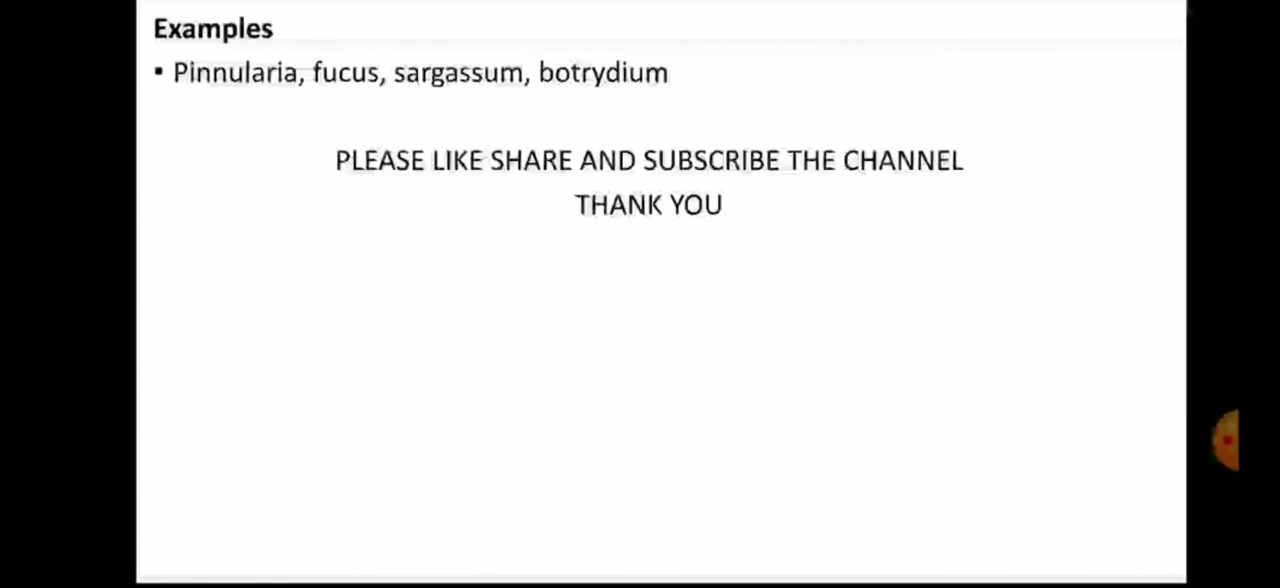 Examples
▪ Pinnularia, fucus, sargassum, botrydium
PLEASE LIKE SHARE AND SUBSCRIBE THE CHANNEL
THANK YOU